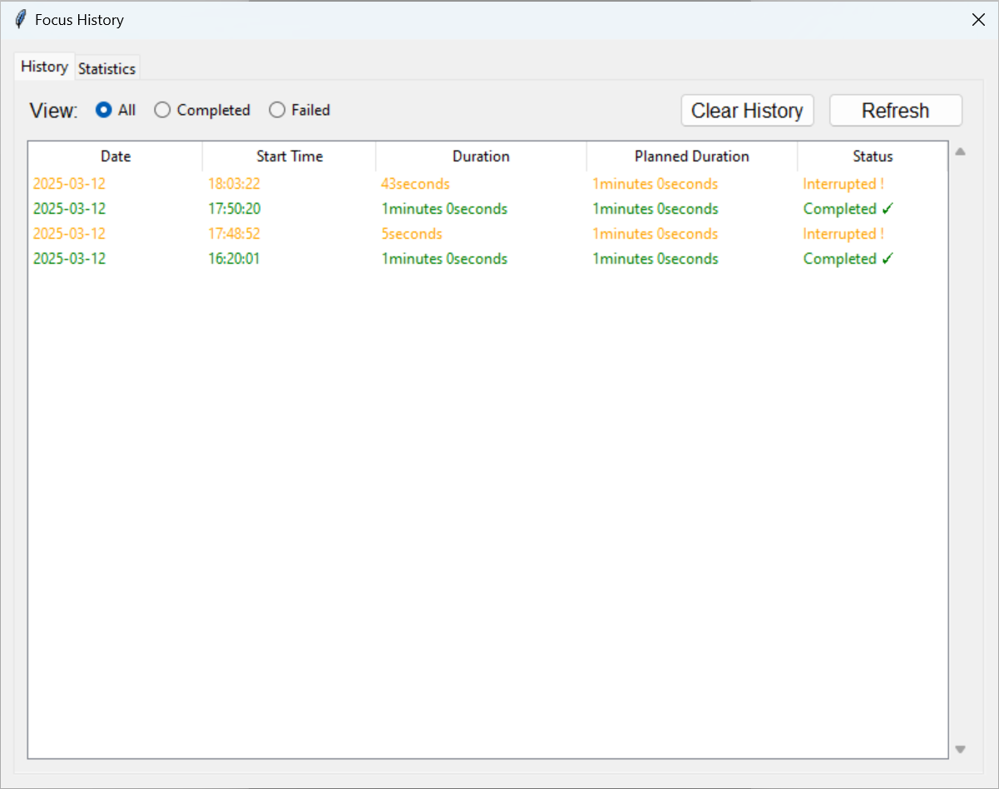 Focus History
History Statistics
View: All Completed Failed Clear History Refresh
Date Start Time Duration Planned Duration Status
2025-03-12 18:03:22 43seconds 1minutes 0seconds Interrupted !
2025-03-12 17:50:20 1minutes 0seconds 1minutes 0seconds Completed ✓
2025-03-12 17:48:52 5seconds 1minutes 0seconds Interrupted !
2025-03-12 16:20:01 1minutes 0seconds 1minutes 0seconds Completed ✓